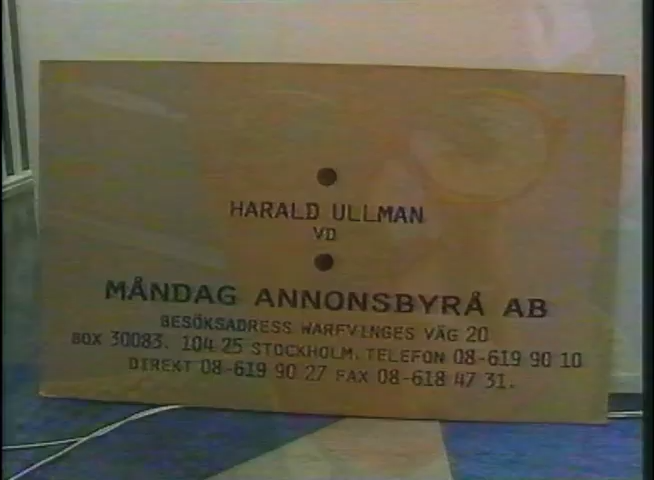 HARALD ULLMAN
VD
MÅNDAG ANNONSBYRÅ AB
BESÖKSADRESS WARFVINGES VÄG 20
BOX 30083. 104 25 STOCKHOLM. TELEFON 08-619 90 10
DIREKT 08-619 90 27 FAX 08-618 47 31.